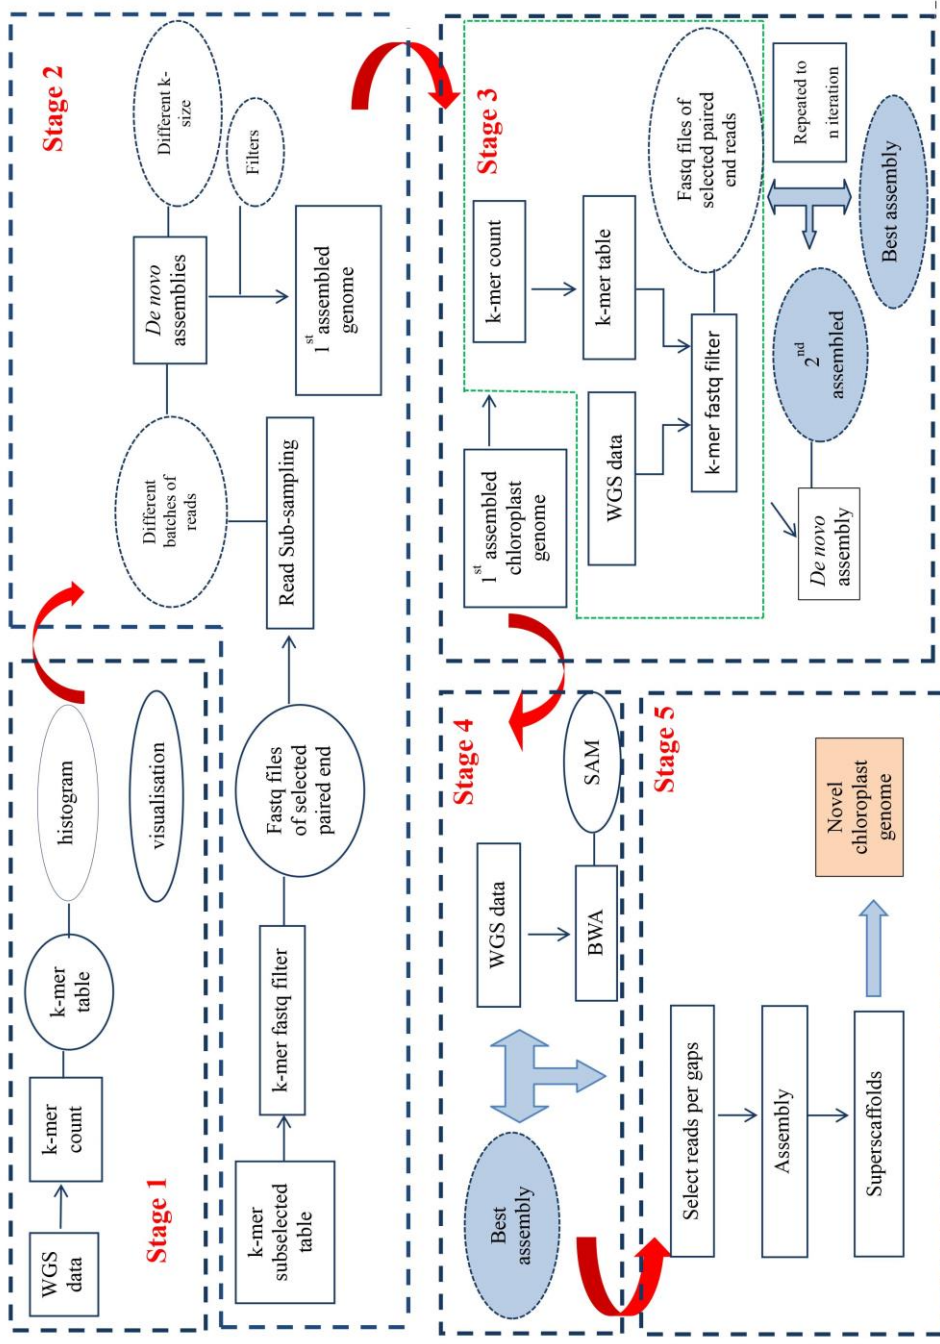 Stage 1
WGS
data
k-mer
count
k-mer
table
histogram
visualisation
Stage 2
k-mer
subselected
table
k-mer fastq filter
Fastq files
of selected
paired end
Read Sub-sampling
Different
batches of
reads
De novo
assemblies
Different k-
size
Filters
1st assembled
genome
Stage 3
1st assembled
chloroplast
genome
k-mer count
k-mer table
WGS data
k-mer fastq filter
Fastq files of
selected paired
end reads
De novo
assembly
2nd
assembled
Repeated to
n iteration
Best assembly
Stage 4
Best
assembly
WGS data
BWA
SAM
Stage 5
Select reads per gaps
Assembly
Superscaffolds
Novel
chloroplast
genome